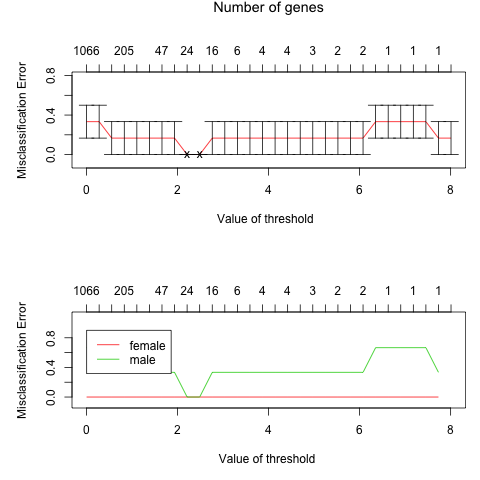 Number of genes
1066 205 47 24 16 6 4 4 3 2 2 1 1 1
Misclassification Error
0.0 0.4 0.8
0 2 4 6 8
Value of threshold
1066 205 47 24 16 6 4 4 3 2 2 1 1 1
Misclassification Error
0.0 0.4 0.8
female
male
0 2 4 6 8
Value of threshold